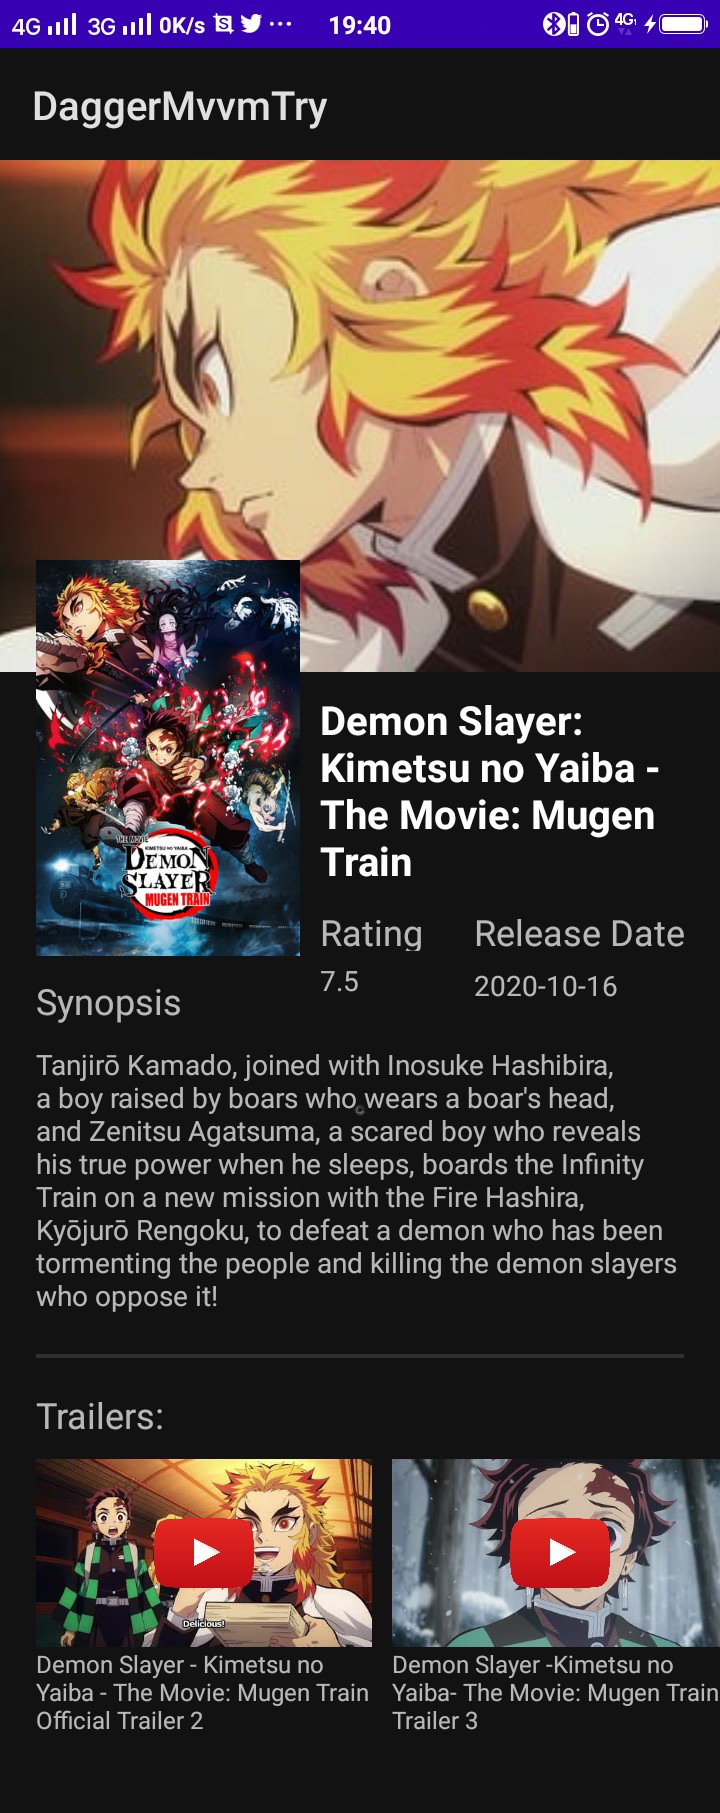 4G 3G 0K/s 19:40 4G
DaggerMvvmTry
THE MOVIE
KIMETSU NO YAIBA
DEMON
SLAYER
MUGEN TRAIN
Demon Slayer:
Kimetsu no Yaiba -
The Movie: Mugen
Train
Rating Release Date
7.5 2020-10-16
Synopsis
Tanjirō Kamado, joined with Inosuke Hashibira,
a boy raised by boars who wears a boar's head,
and Zenitsu Agatsuma, a scared boy who reveals
his true power when he sleeps, boards the Infinity
Train on a new mission with the Fire Hashira,
Kyōjurō Rengoku, to defeat a demon who has been
tormenting the people and killing the demon slayers
who oppose it!
Trailers:
Delicious!
Demon Slayer - Kimetsu no
Yaiba - The Movie: Mugen Train
Official Trailer 2
Demon Slayer -Kimetsu no
Yaiba- The Movie: Mugen Train
Trailer 3